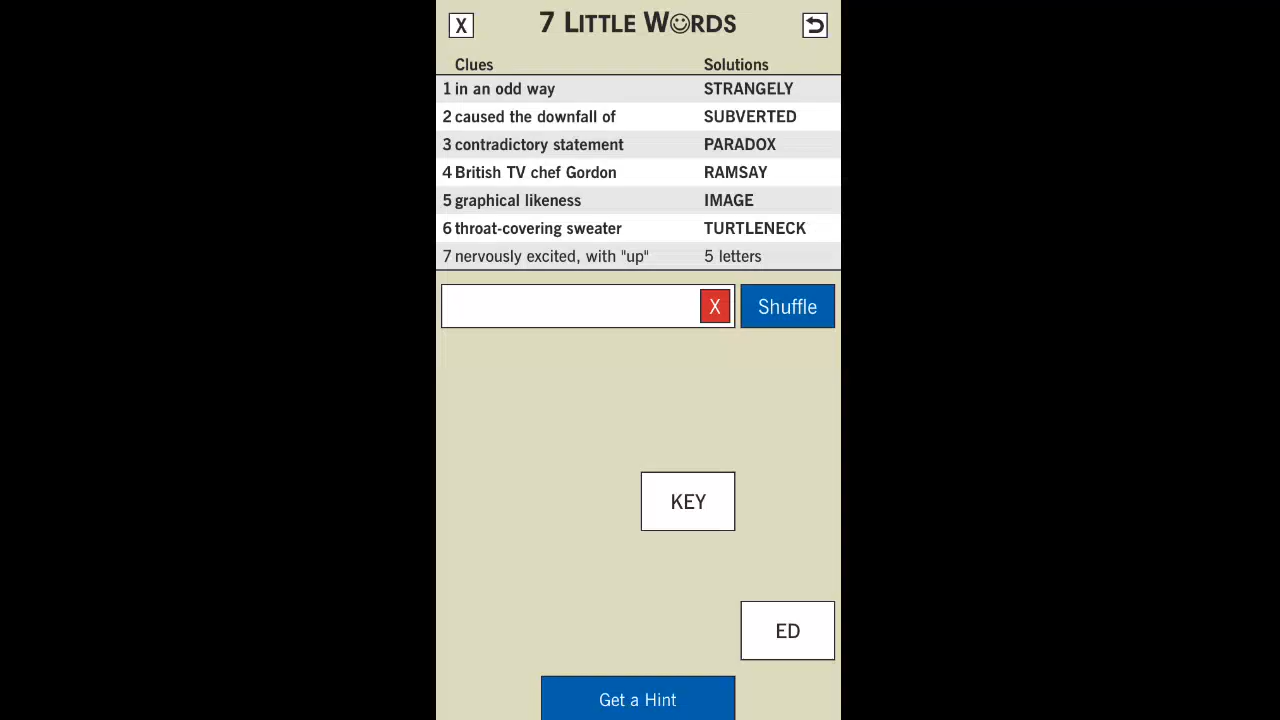 X 7 LITTLE WORDS
Clues Solutions
1 in an odd way STRANGELY
2 caused the downfall of SUBVERTED
3 contradictory statement PARADOX
4 British TV chef Gordon RAMSAY
5 graphical likeness IMAGE
6 throat-covering sweater TURTLENECK
7 nervously excited, with "up" 5 letters
X Shuffle
KEY
ED
Get a Hint